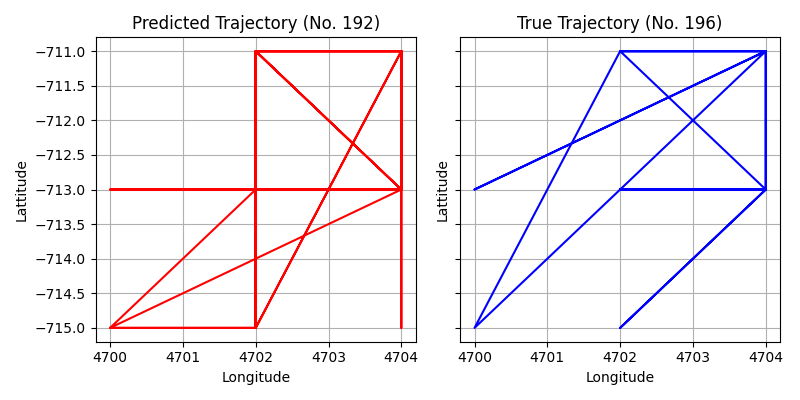 Predicted Trajectory (No. 192)
True Trajectory (No. 196)
Lattitude
−711.0
−711.5
−712.0
−712.5
−713.0
−713.5
−714.0
−714.5
−715.0
4700 4701 4702 4703 4704
Longitude
Lattitude
4700 4701 4702 4703 4704
Longitude